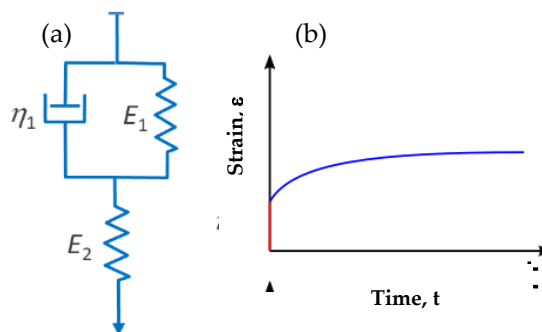 (a)
(b)
η1
E1
E2
Strain, ε
Time, t